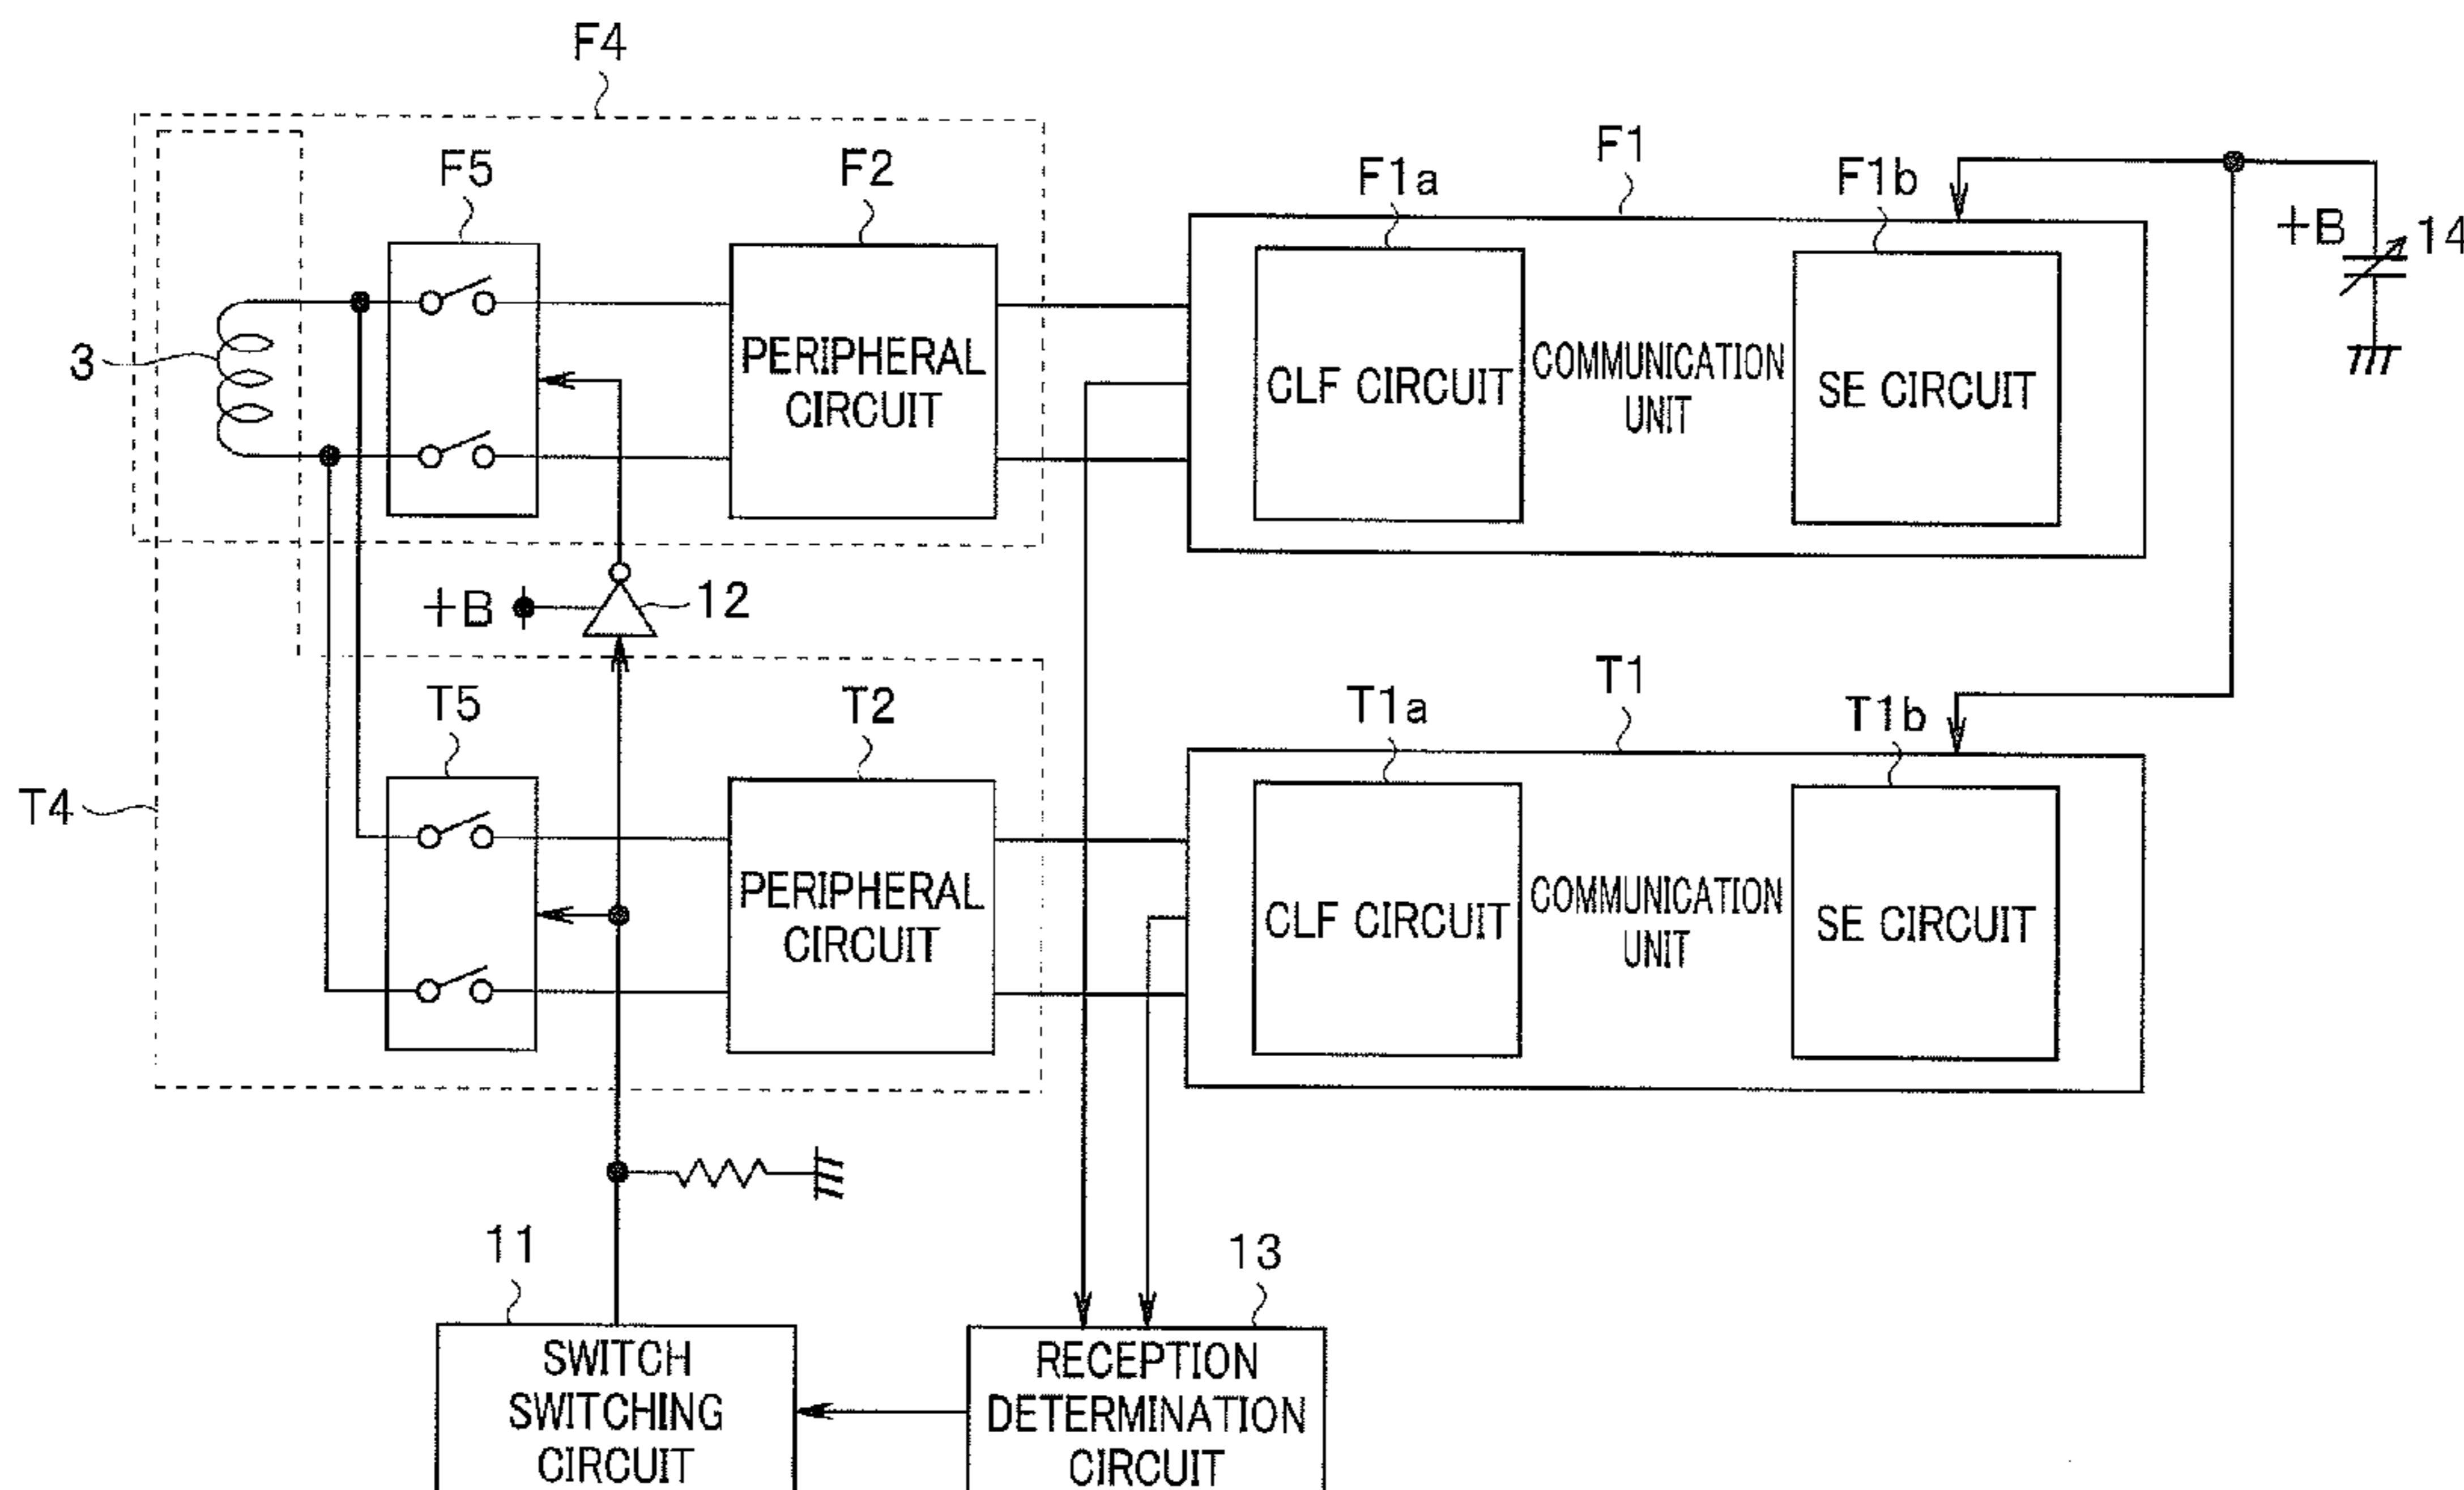 F4
F5
F2
F1
F1a
F1b
+B
14
3
PERIPHERAL
CIRCUIT
CLF CIRCUIT
COMMUNICATION
UNIT
SE CIRCUIT
+B
12
T5
T2
T1
T1a
T1b
T4
PERIPHERAL
CIRCUIT
CLF CIRCUIT
COMMUNICATION
UNIT
SE CIRCUIT
11
13
SWITCH
SWITCHING
CIRCUIT
RECEPTION
DETERMINATION
CIRCUIT